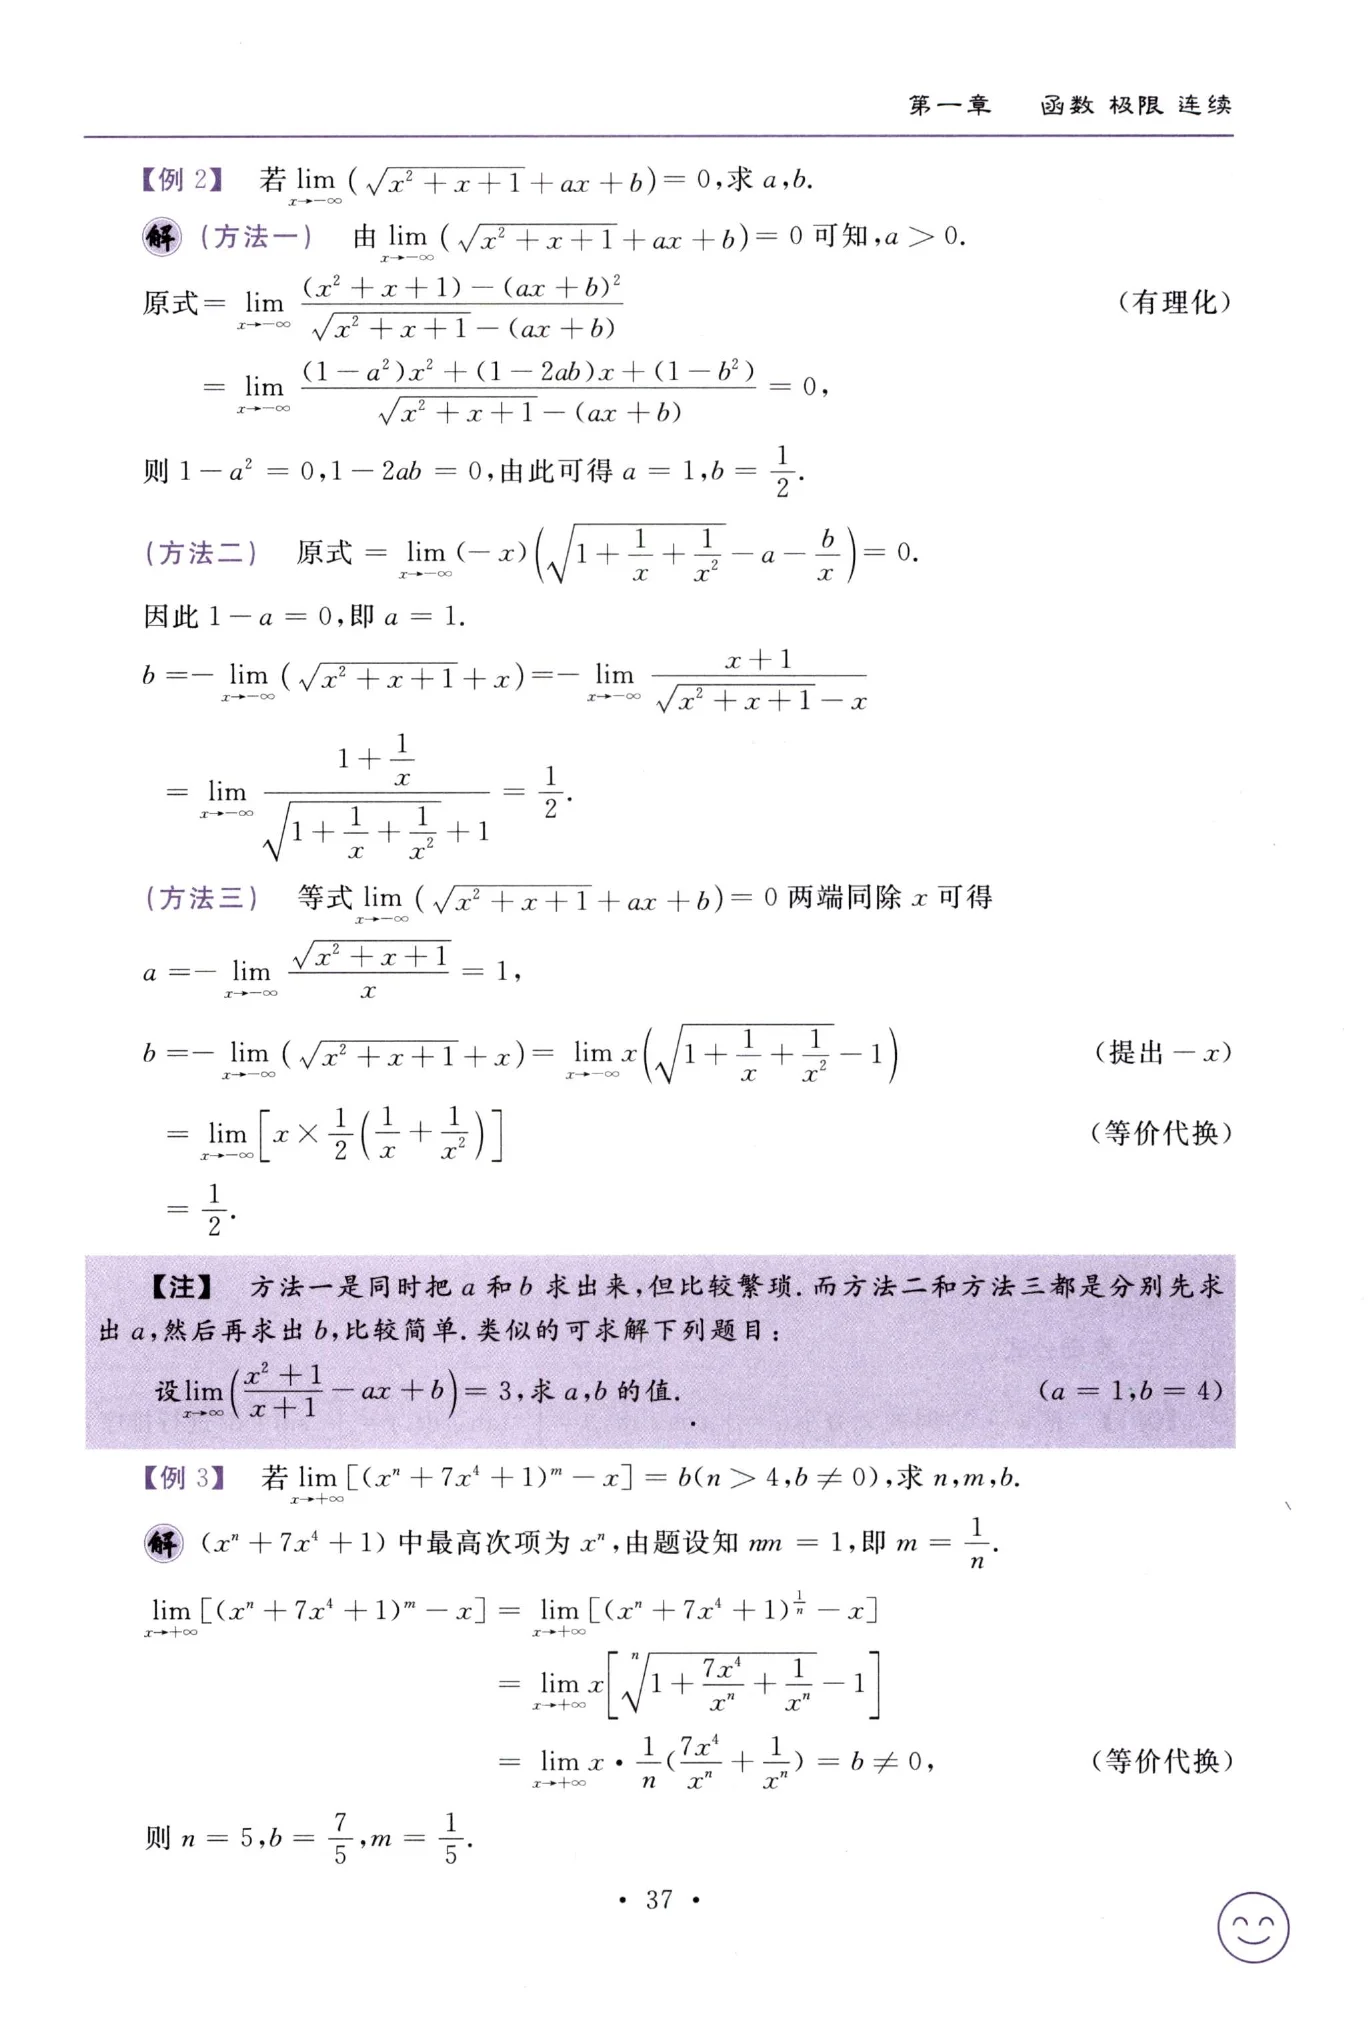 第一章 函数 极限 连续
【例 2】 若 $\lim\limits_{x\to-\infty}(\sqrt{x^2+x+1}+ax+b)=0$,求 a,b.
解 (方法一) 由 $\lim\limits_{x\to-\infty}(\sqrt{x^2+x+1}+ax+b)=0$ 可知,$a>0$.
原式$=\lim\limits_{x\to-\infty}\frac{(x^2+x+1)-(ax+b)^2}{\sqrt{x^2+x+1}-(ax+b)}$ (有理化)
$=\lim\limits_{x\to-\infty}\frac{(1-a^2)x^2+(1-2ab)x+(1-b^2)}{\sqrt{x^2+x+1}-(ax+b)}=0$,
则 $1-a^2=0,1-2ab=0$,由此可得 $a=1,b=\frac{1}{2}$.
(方法二) 原式 $=\lim\limits_{x\to-\infty}(-x)\left(\sqrt{1+\frac{1}{x}+\frac{1}{x^2}}-a-\frac{b}{x}\right)=0$.
因此 $1-a=0$,即 $a=1$.
$b=-\lim\limits_{x\to-\infty}(\sqrt{x^2+x+1}+x)=-\lim\limits_{x\to-\infty}\frac{x+1}{\sqrt{x^2+x+1}-x}$
$=\lim\limits_{x\to-\infty}\frac{1+\frac{1}{x}}{\sqrt{1+\frac{1}{x}+\frac{1}{x^2}}+1}=\frac{1}{2}$.
(方法三) 等式 $\lim\limits_{x\to-\infty}(\sqrt{x^2+x+1}+ax+b)=0$ 两端同除 x 可得
$a=-\lim\limits_{x\to-\infty}\frac{\sqrt{x^2+x+1}}{x}=1$,
$b=-\lim\limits_{x\to-\infty}(\sqrt{x^2+x+1}+x)=\lim\limits_{x\to-\infty}x\left(\sqrt{1+\frac{1}{x}+\frac{1}{x^2}}-1\right)$ (提出 $-x$)
$=\lim\limits_{x\to-\infty}\left[x\times\frac{1}{2}\left(\frac{1}{x}+\frac{1}{x^2}\right)\right]$ (等价代换)
$=\frac{1}{2}$.
【注】 方法一是同时把 a 和 b 求出来,但比较繁琐.而方法二和方法三都是分别先求
出 a,然后再求出 b,比较简单.类似的可求解下列题目:
设$\lim\limits_{x\to\infty}\left(\frac{x^2+1}{x+1}-ax+b\right)=3$,求 a,b 的值. $(a=1,b=4)$
【例 3】 若 $\lim\limits_{x\to+\infty}[(x^n+7x^4+1)^m-x]=b(n>4,b\neq0)$,求 n,m,b.
解 $(x^n+7x^4+1)$ 中最高次项为 $x^n$,由题设知 $nm=1$,即 $m=\frac{1}{n}$.
$\lim\limits_{x\to+\infty}[(x^n+7x^4+1)^m-x]=\lim\limits_{x\to+\infty}[(x^n+7x^4+1)^{\frac{1}{n}}-x]$
$=\lim\limits_{x\to+\infty}x\left[\sqrt[n]{1+\frac{7x^4}{x^n}+\frac{1}{x^n}}-1\right]$
$=\lim\limits_{x\to+\infty}x\cdot\frac{1}{n}(\frac{7x^4}{x^n}+\frac{1}{x^n})=b\neq0$, (等价代换)
则 $n=5,b=\frac{7}{5},m=\frac{1}{5}$.
• 37 •